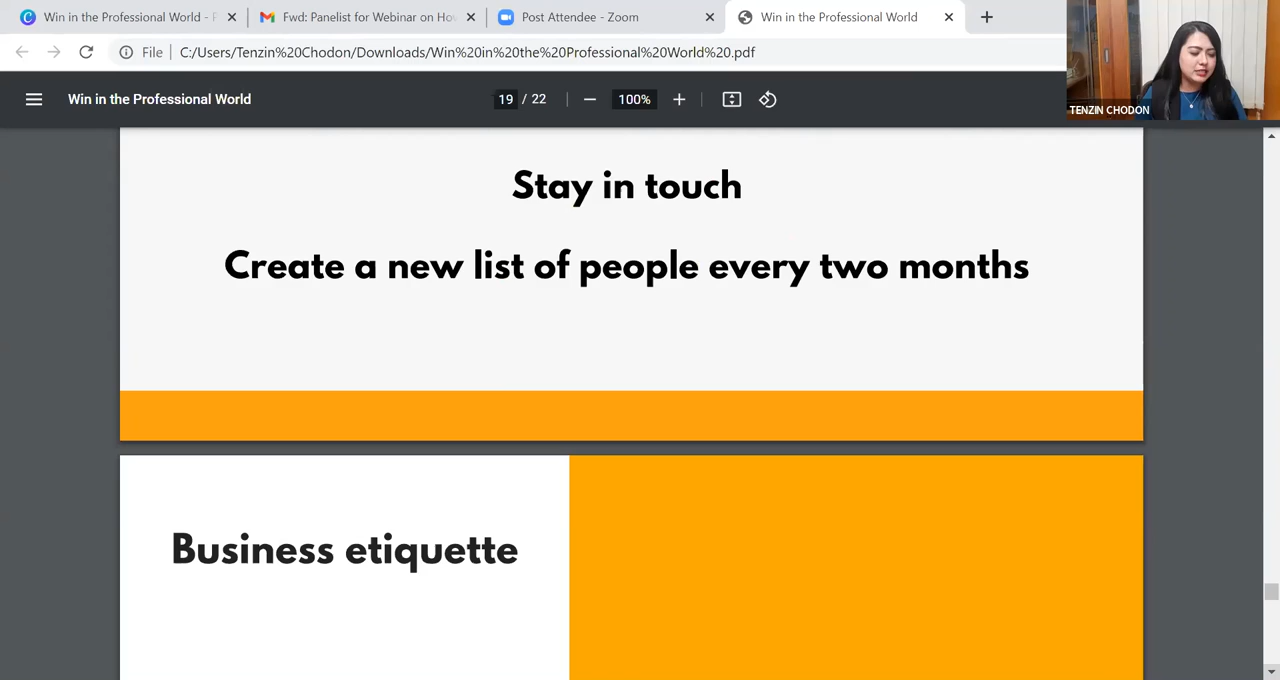 Win in the Professional World - P
Fwd: Panelist for Webinar on How
Post Attendee - Zoom
Win in the Professional World
File
C:/Users/Tenzin%20Chodon/Downloads/Win%20in%20the%20Professional%20World%20.pdf
Win in the Professional World
19 / 22
100%
TENZIN CHODON
Stay in touch
Create a new list of people every two months
Business etiquette